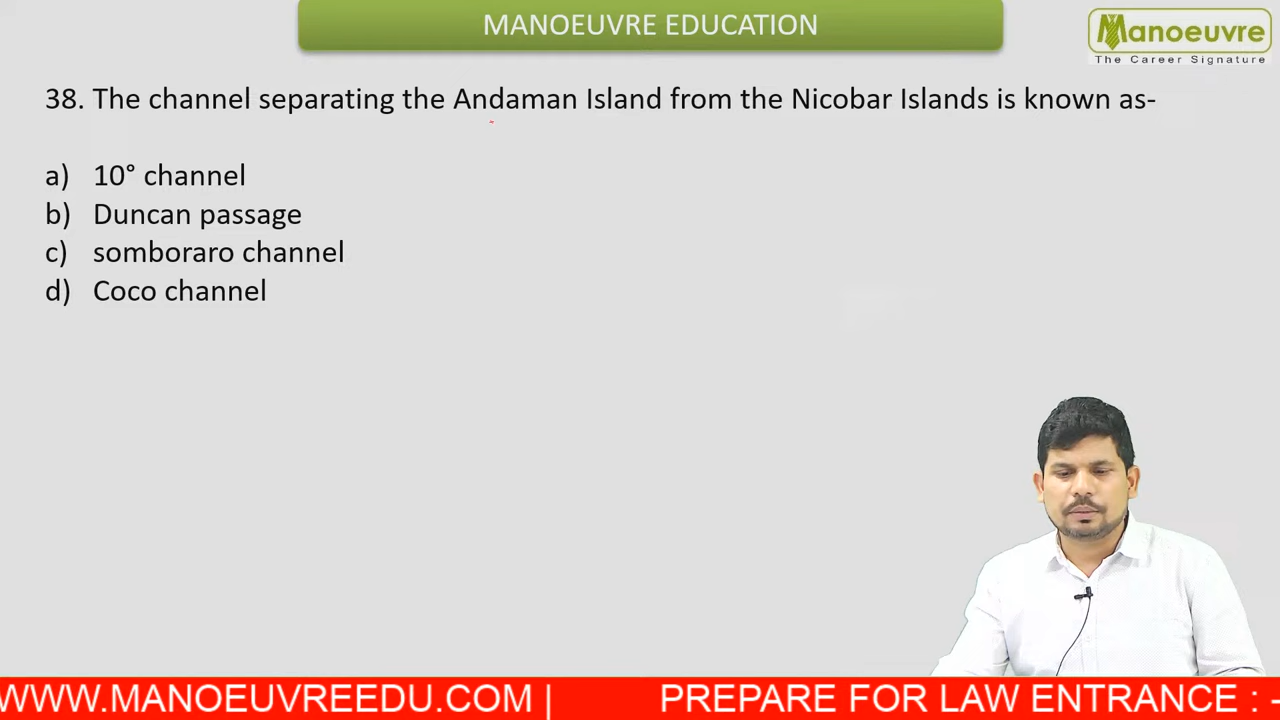 MANOEUVRE EDUCATION
Manoeuvre
The Career Signature
38. The channel separating the Andaman Island from the Nicobar Islands is known as-
a) 10° channel
b) Duncan passage
c) somboraro channel
d) Coco channel
WWW.MANOEUVREEDU.COM | PREPARE FOR LAW ENTRANCE : -